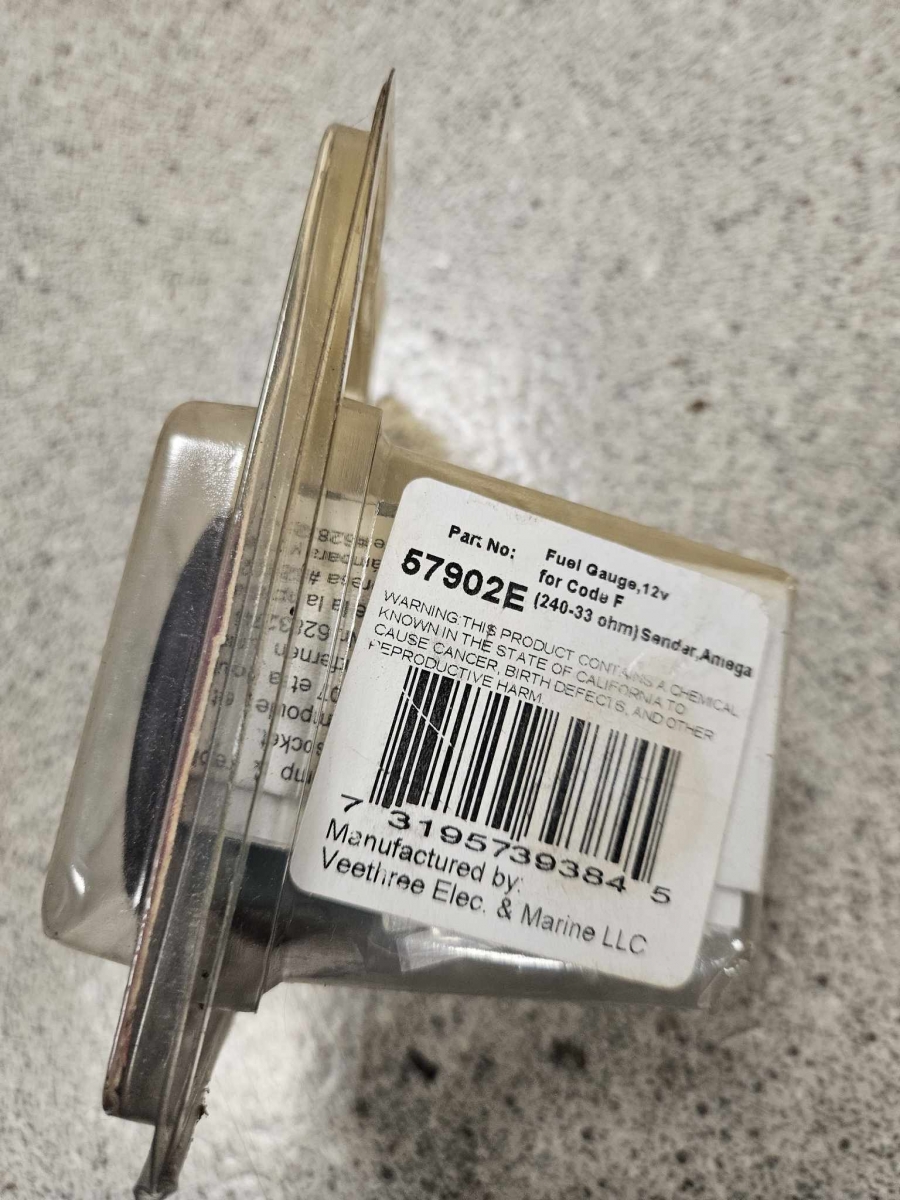 Part No:
57902E
Fuel Gauge,12v
for Code F
(240-33 ohm) Sender,Amega
WARNING:THIS PRODUCT CONTAINS A CHEMICAL
KNOWN IN THE STATE OF CALIFORNIA TO
CAUSE CANCER, BIRTH DEFECTS, AND OTHER
REPRODUCTIVE HARM.
7 3195739384 5
Manufactured by:
Veethree Elec. & Marine LLC